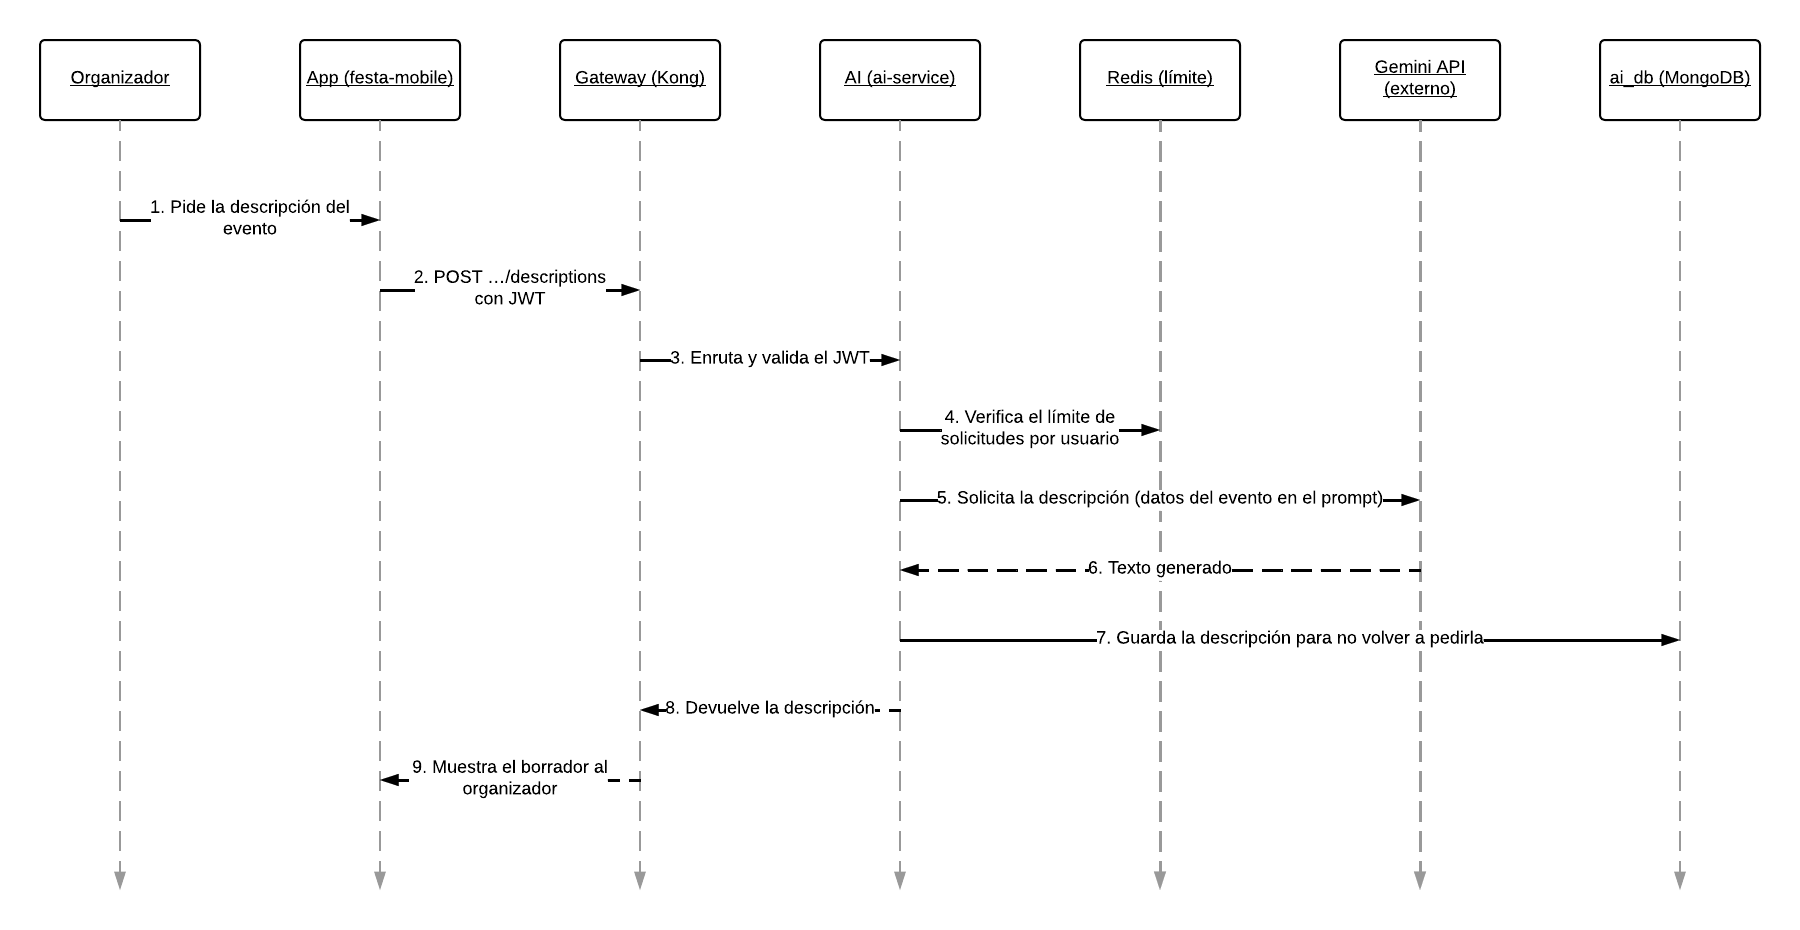 Organizador
App (festa-mobile)
Gateway (Kong)
AI (ai-service)
Redis (límite)
Gemini API
(externo)
ai_db (MongoDB)
1. Pide la descripción del
evento
2. POST …/descriptions
con JWT
3. Enruta y valida el JWT
4. Verifica el límite de
solicitudes por usuario
5. Solicita la descripción (datos del evento en el prompt)
6. Texto generado
7. Guarda la descripción para no volver a pedirla
8. Devuelve la descripción
9. Muestra el borrador al
organizador